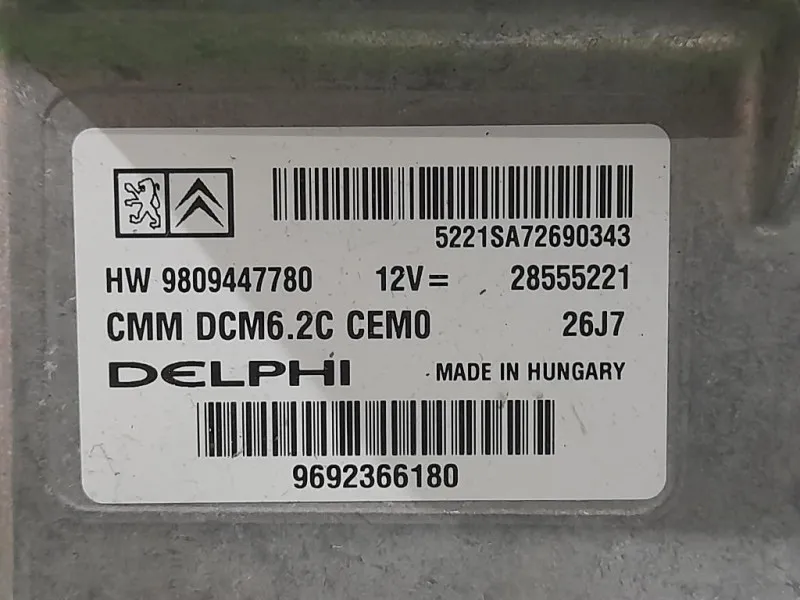 5221SA72690343
HW 9809447780 12V= 28555221
CMM DCM6.2C CEM0 26J7
DELPHI MADE IN HUNGARY
9692366180